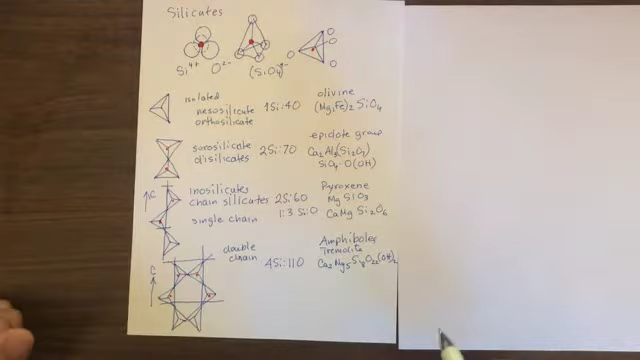 Silicates
Si4+ O2- (SiO4)4-
isolated
nesosilicate
orthosilicate
1Si:4O
olivine
(Mg,Fe)2 SiO4
sorosilicate
disilicates
2Si:7O
epidote group
Ca2Al3(Si2O7)
SiO4 O(OH)
C
inosilicates
chain silicates
single chain
2Si:6O
1:3 Si:O
Pyroxene
MgSiO3
CaMg Si2O6
C
double
chain
4Si:11O
Amphiboles
Tremolite
Ca2Mg5Si8O22(OH)2